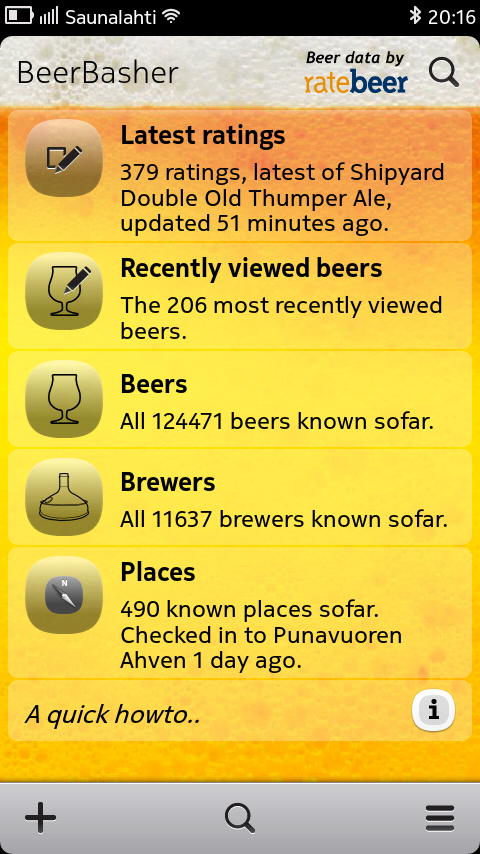 Saunalahti 20:16
BeerBasher
Beer data by
ratebeer
Latest ratings
379 ratings, latest of Shipyard
Double Old Thumper Ale,
updated 51 minutes ago.
Recently viewed beers
The 206 most recently viewed
beers.
Beers
All 124471 beers known sofar.
Brewers
All 11637 brewers known sofar.
N
Places
490 known places sofar.
Checked in to Punavuoren
Ahven 1 day ago.
A quick howto..
i